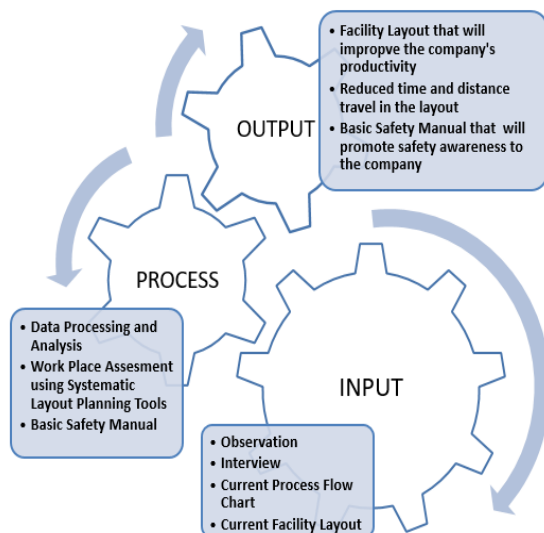 • Facility Layout that will
impropve the company's
productivity
• Reduced time and distance
travel in the layout
• Basic Safety Manual that will
promote safety awareness to
the company
OUTPUT
PROCESS
• Data Processing and
Analysis
• Work Place Assesment
using Systematic
Layout Planning Tools
• Basic Safety Manual
INPUT
• Observation
• Interview
• Current Process Flow
Chart
• Current Facility Layout